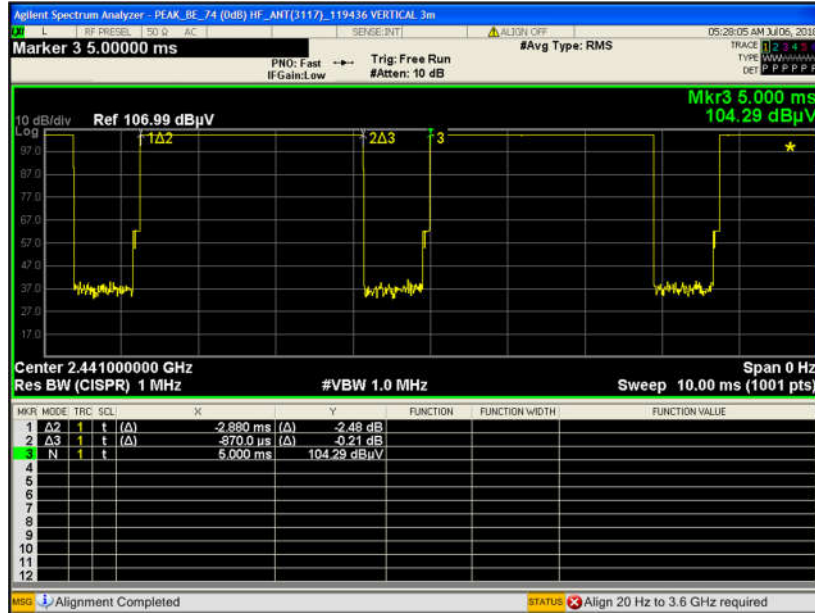 Agilent Spectrum Analyzer - PEAK_BE_74 (0dB) HF_ANT(3117)_119436 VERTICAL 3m
L RF PRESEL 50 Ω AC SENSE:INT ALIGN OFF 05:28:05 AM Jul 06, 201
Marker 3 5.00000 ms
#Avg Type: RMS
TRACE 1 2 3 4 5
TYPE
DET P P P P P P
PNO: Fast
IFGain:Low
Trig: Free Run
#Atten: 10 dB
Mkr3 5.000 ms
104.29 dBµV
10 dB/div
Log
Ref 106.99 dBµV
1Δ2
2Δ3
3
97.0
87.0
77.0
67.0
57.0
47.0
37.0
27.0
17.0
Center 2.441000000 GHz
Span 0 Hz
Res BW (CISPR) 1 MHz
#VBW 1.0 MHz
Sweep 10.00 ms (1001 pts)
MKR MODE TRC SCL X Y FUNCTION FUNCTION WIDTH FUNCTION VALUE
1 Δ2 1 t (Δ) -2.880 ms (Δ) -2.48 dB
2 Δ3 1 t (Δ) -870.0 µs (Δ) -0.21 dB
3 N 1 t 5.000 ms 104.29 dBµV
4
5
6
7
8
9
10
11
12
MSG Alignment Completed
STATUS Align 20 Hz to 3.6 GHz required